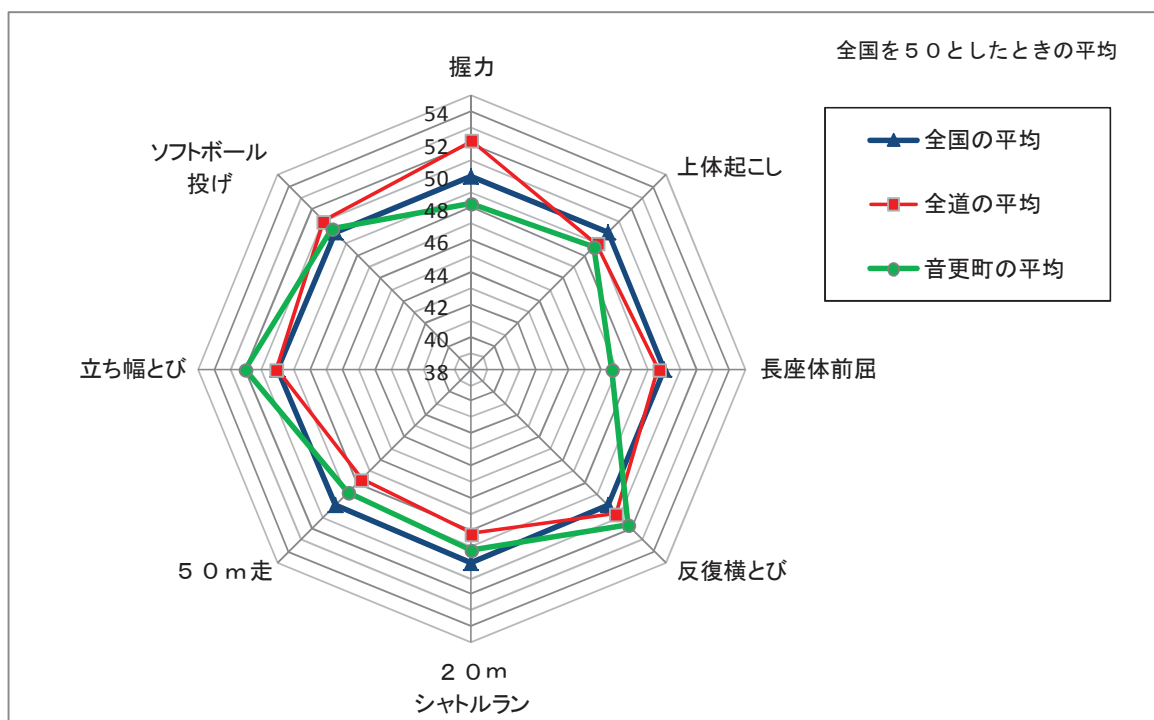 全国を５０としたときの平均
握力
上体起こし
長座体前屈
反復横とび
２０ｍ
シャトルラン
５０ｍ走
立ち幅とび
ソフトボール
投げ
54
52
50
48
46
44
42
40
38
全国の平均
全道の平均
音更町の平均